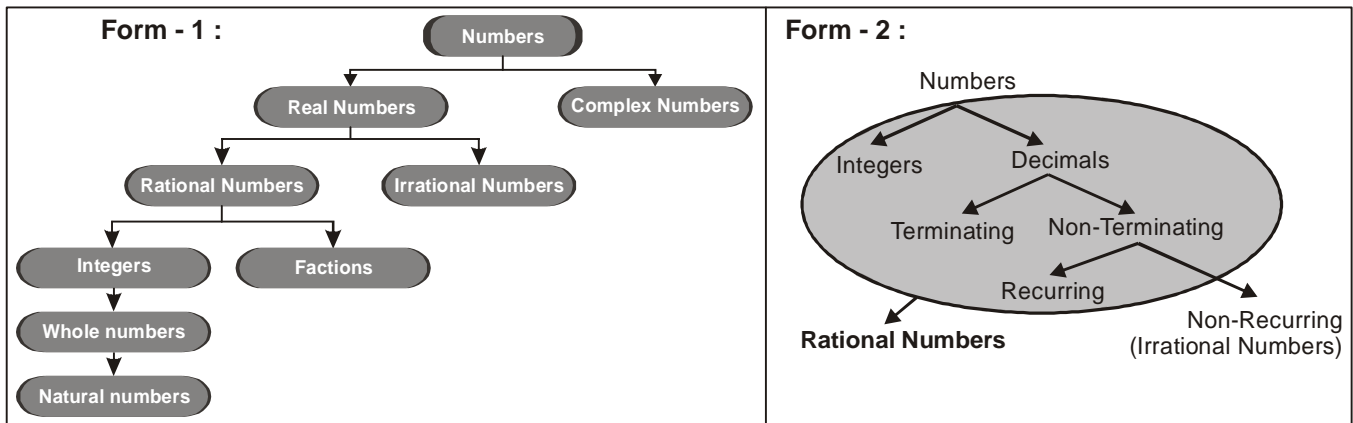 Form - 1 :
Numbers
Real Numbers
Complex Numbers
Rational Numbers
Irrational Numbers
Integers
Factions
Whole numbers
Natural numbers
Form - 2 :
Numbers
Integers
Decimals
Terminating
Non-Terminating
Recurring
Rational Numbers
Non-Recurring
(Irrational Numbers)